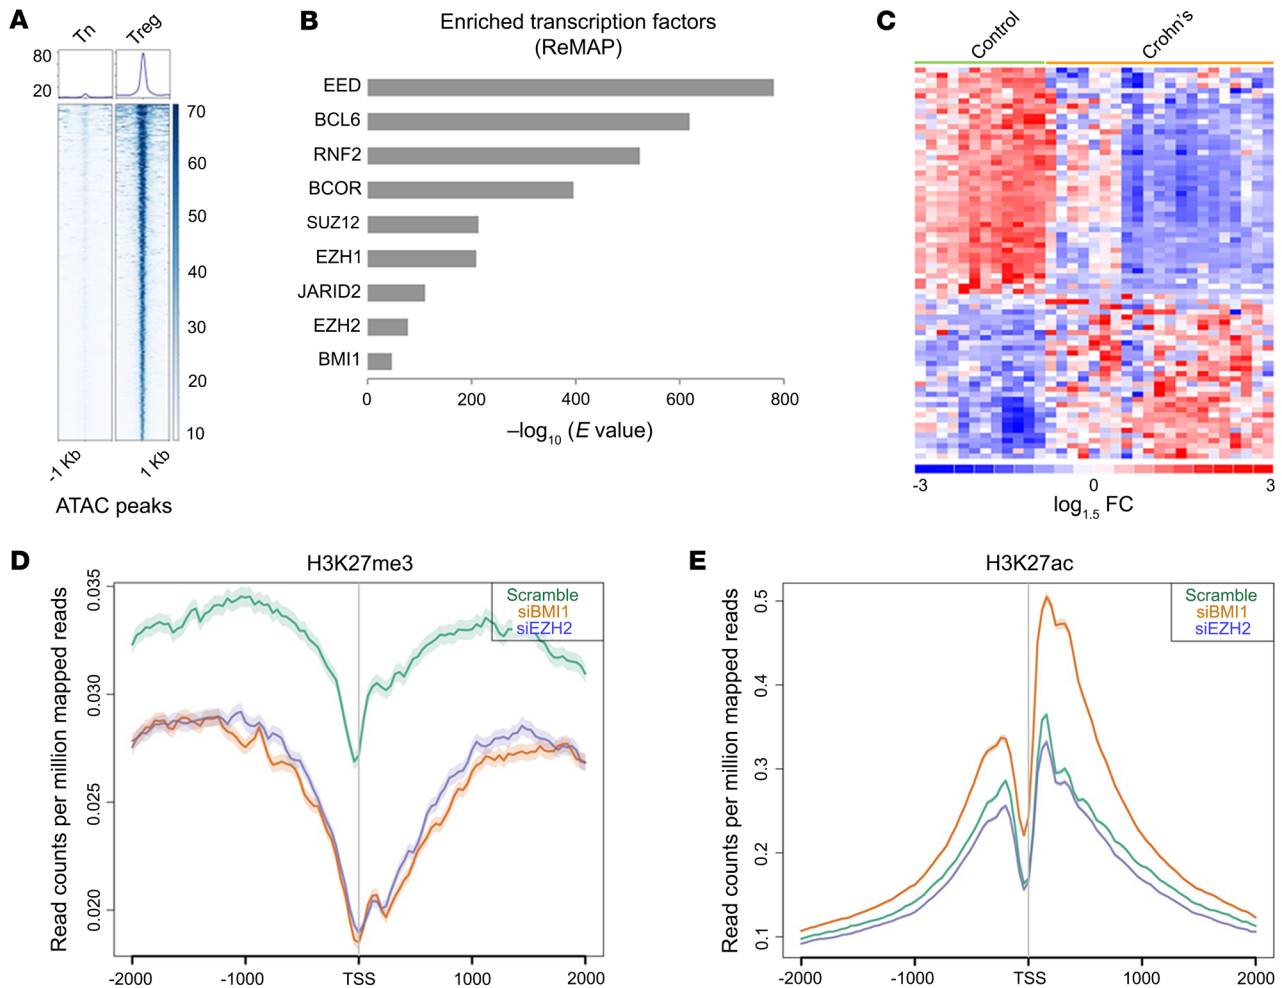 A
Tn
Treg
80
20
70
60
50
40
30
20
10
-1 Kb
1 Kb
ATAC peaks
B
Enriched transcription factors
(ReMAP)
EED
BCL6
RNF2
BCOR
SUZ12
EZH1
JARID2
EZH2
BMI1
0 200 400 600 800
–log10 (E value)
C
Control
Crohn's
-3 0 3
log1.5 FC
D
H3K27me3
Scramble
siBMI1
siEZH2
Read counts per million mapped reads
0.035
0.030
0.025
0.020
-2000 -1000 TSS 1000 2000
E
H3K27ac
Scramble
siBMI1
siEZH2
Read counts per million mapped reads
0.5
0.4
0.3
0.2
0.1
-2000 -1000 TSS 1000 2000